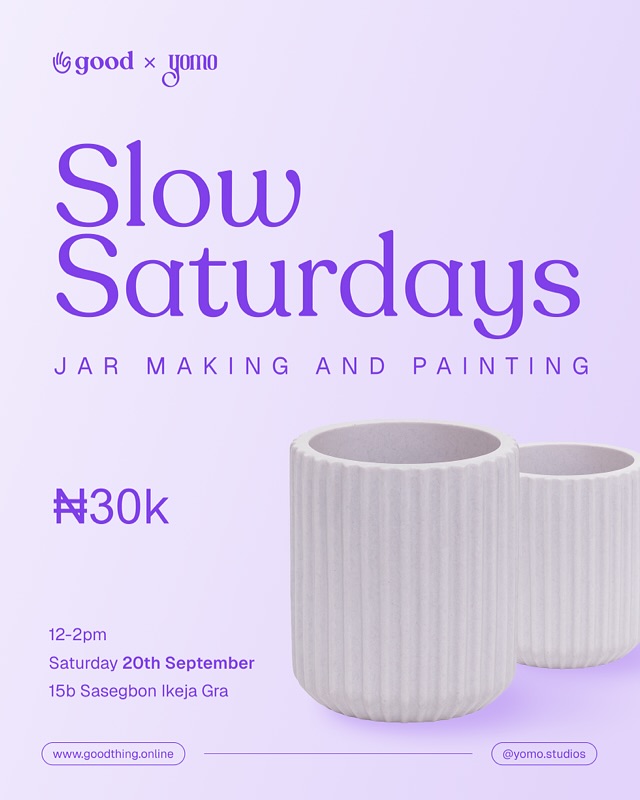 good × yomo
Slow
Saturdays
JAR MAKING AND PAINTING
₦30k
12-2pm
Saturday 20th September
15b Sasegbon Ikeja Gra
www.goodthing.online
@yomo.studios